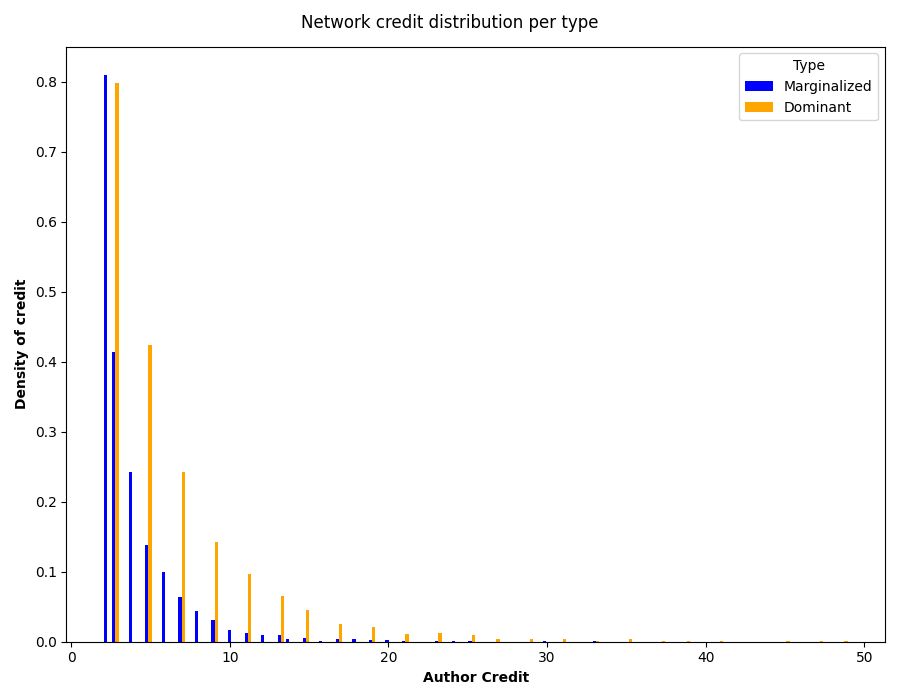 Network credit distribution per type
Type
Marginalized
Dominant
0.8
0.7
0.6
0.5
0.4
0.3
0.2
0.1
0.0
Density of credit
0 10 20 30 40 50
Author Credit